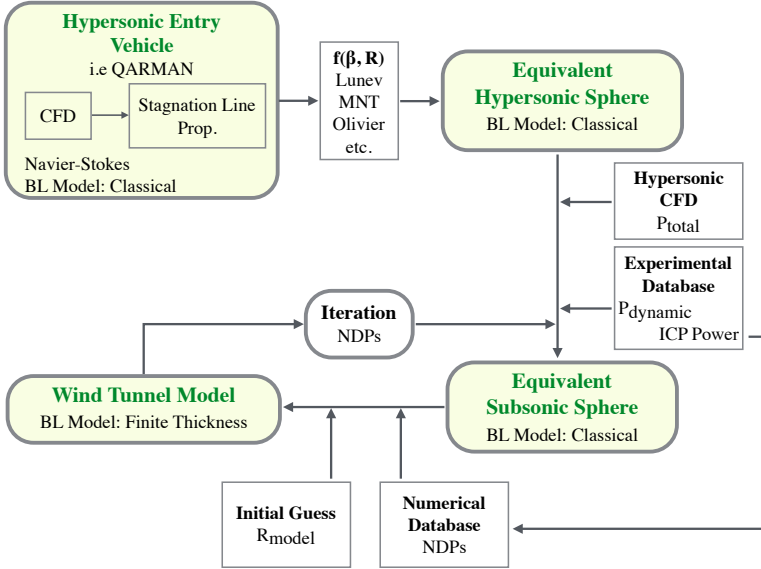 Hypersonic Entry
Vehicle
i.e QARMAN
CFD
Stagnation Line
Prop.
Navier-Stokes
BL Model: Classical
f(β, R)
Lunev
MNT
Olivier
etc.
Equivalent
Hypersonic Sphere
BL Model: Classical
Hypersonic
CFD
Ptotal
Experimental
Database
Pdynamic
ICP Power
Iteration
NDPs
Wind Tunnel Model
BL Model: Finite Thickness
Equivalent
Subsonic Sphere
BL Model: Classical
Initial Guess
Rmodel
Numerical
Database
NDPs